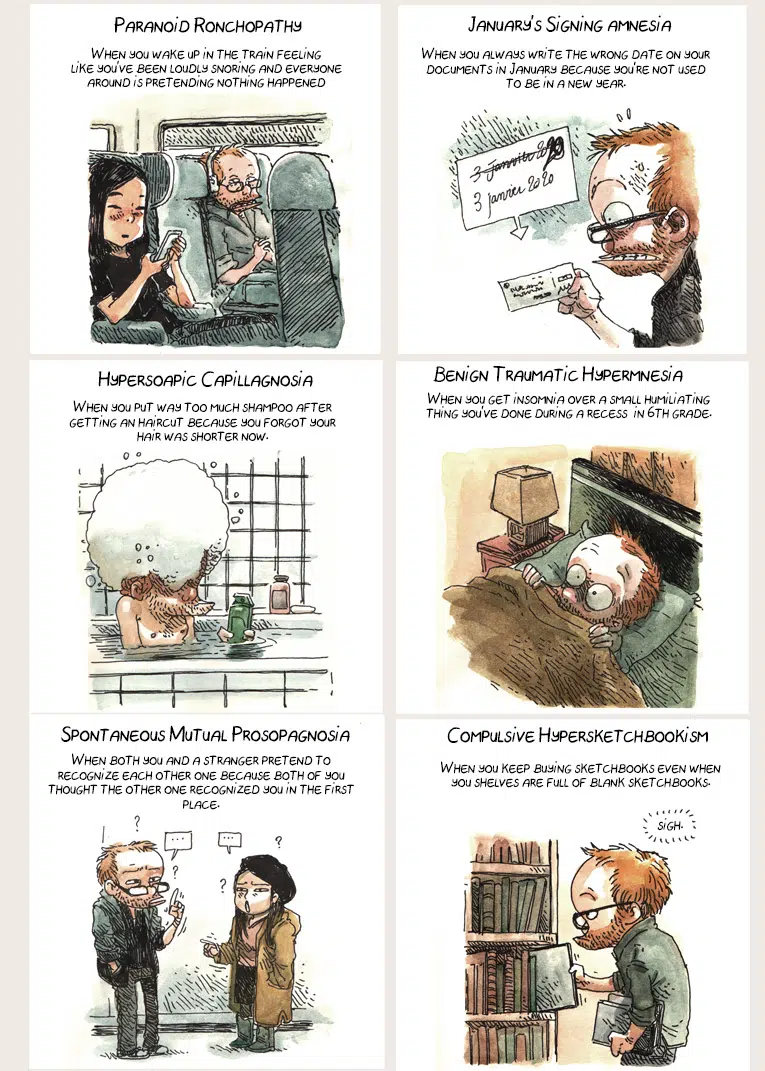 Paranoid Ronchopathy
When you wake up in the train feeling
like you've been loudly snoring and everyone
around is pretending nothing happened
January's Signing amnesia
When you always write the wrong date on your
documents in January because you're not used
to be in a new year.
3 janvier 2020
3 janvier 2020
Hypersoapic Capillagnosia
When you put way too much shampoo after
getting an haircut because you forgot your
hair was shorter now.
Benign Traumatic Hypermnesia
When you get insomnia over a small humiliating
thing you've done during a recess in 6th grade.
Spontaneous Mutual Prosopagnosia
When both you and a stranger pretend to
recognize each other one because both of you
thought the other one recognized you in the first
place.
?
...
...
?
?
?
Compulsive Hypersketchbookism
When you keep buying sketchbooks even when
you shelves are full of blank sketchbooks.
sigh.